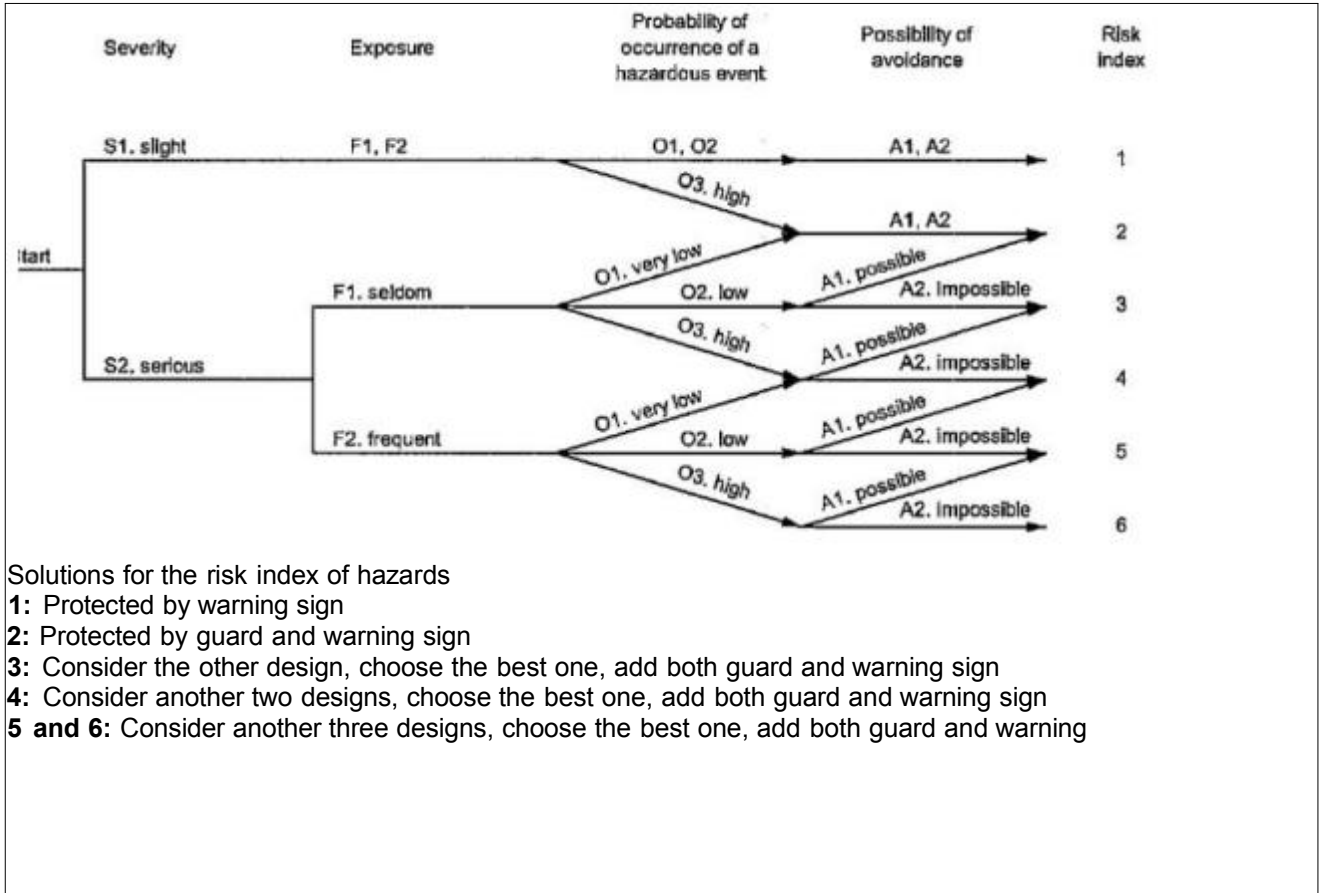 Severity
Exposure
Probability of
occurrence of a
hazardous event
Possibility of
avoidance
Risk
index
S1. slight
F1, F2
O1, O2
A1, A2
1
O3. high
A1, A2
2
tart
O1. very low
A1. possible
F1. seldom
O2. low
A2. Impossible
3
O3. high
A1. possible
S2. serious
A2. Impossible
4
O1. very low
A1. possible
F2. frequent
O2. low
A2. Impossible
5
O3. high
A1. possible
A2. Impossible
6
Solutions for the risk index of hazards
1: Protected by warning sign
2: Protected by guard and warning sign
3: Consider the other design, choose the best one, add both guard and warning sign
4: Consider another two designs, choose the best one, add both guard and warning sign
5 and 6: Consider another three designs, choose the best one, add both guard and warning